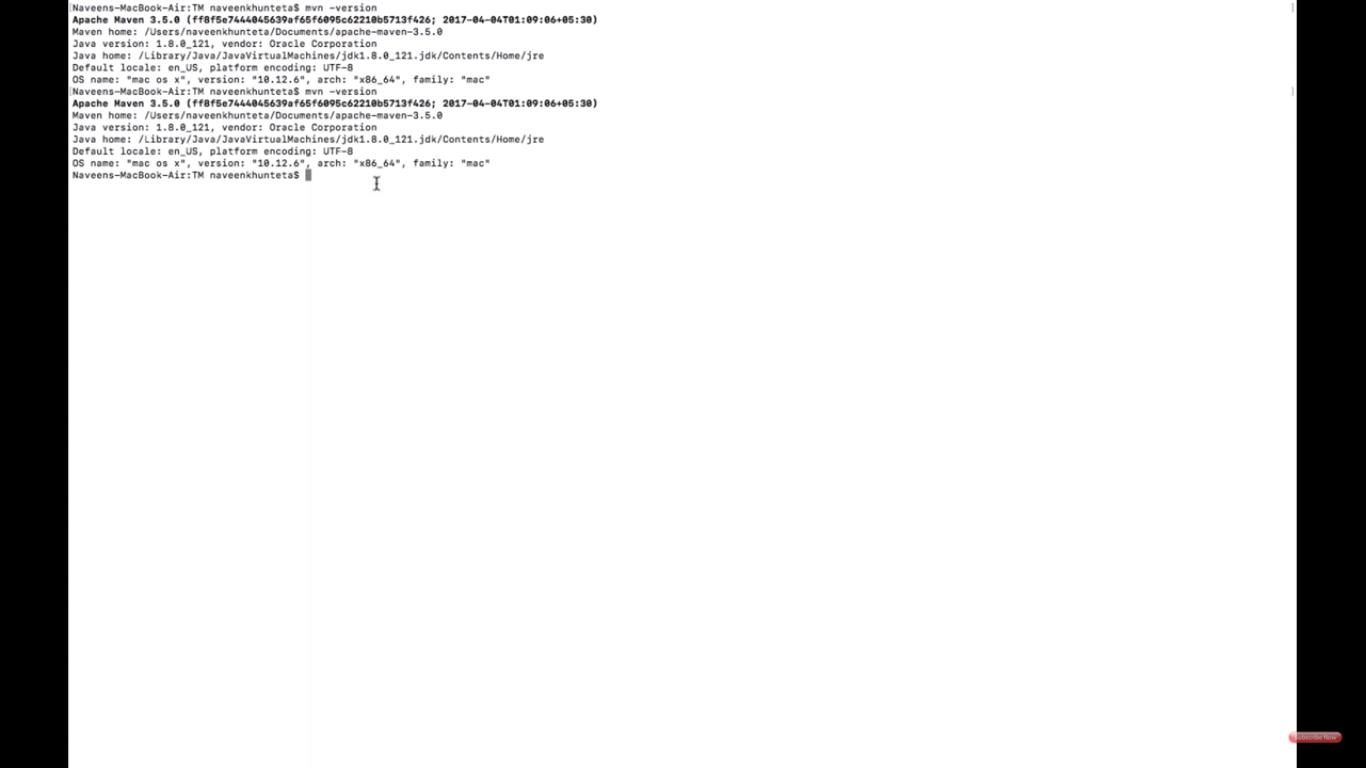 Naveens-MacBook-Air:TM naveenkhunteta$ mvn -version
Apache Maven 3.5.0 (ff8f5e7444045639af65f6095c62210b5713f426; 2017-04-04T01:09:06+05:30)
Maven home: /Users/naveenkhunteta/Documents/apache-maven-3.5.0
Java version: 1.8.0_121, vendor: Oracle Corporation
Java home: /Library/Java/JavaVirtualMachines/jdk1.8.0_121.jdk/Contents/Home/jre
Default locale: en_US, platform encoding: UTF-8
OS name: "mac os x", version: "10.12.6", arch: "x86_64", family: "mac"
Naveens-MacBook-Air:TM naveenkhunteta$ mvn -version
Apache Maven 3.5.0 (ff8f5e7444045639af65f6095c62210b5713f426; 2017-04-04T01:09:06+05:30)
Maven home: /Users/naveenkhunteta/Documents/apache-maven-3.5.0
Java version: 1.8.0_121, vendor: Oracle Corporation
Java home: /Library/Java/JavaVirtualMachines/jdk1.8.0_121.jdk/Contents/Home/jre
Default locale: en_US, platform encoding: UTF-8
OS name: "mac os x", version: "10.12.6", arch: "x86_64", family: "mac"
Naveens-MacBook-Air:TM naveenkhunteta$
Subscribe Now